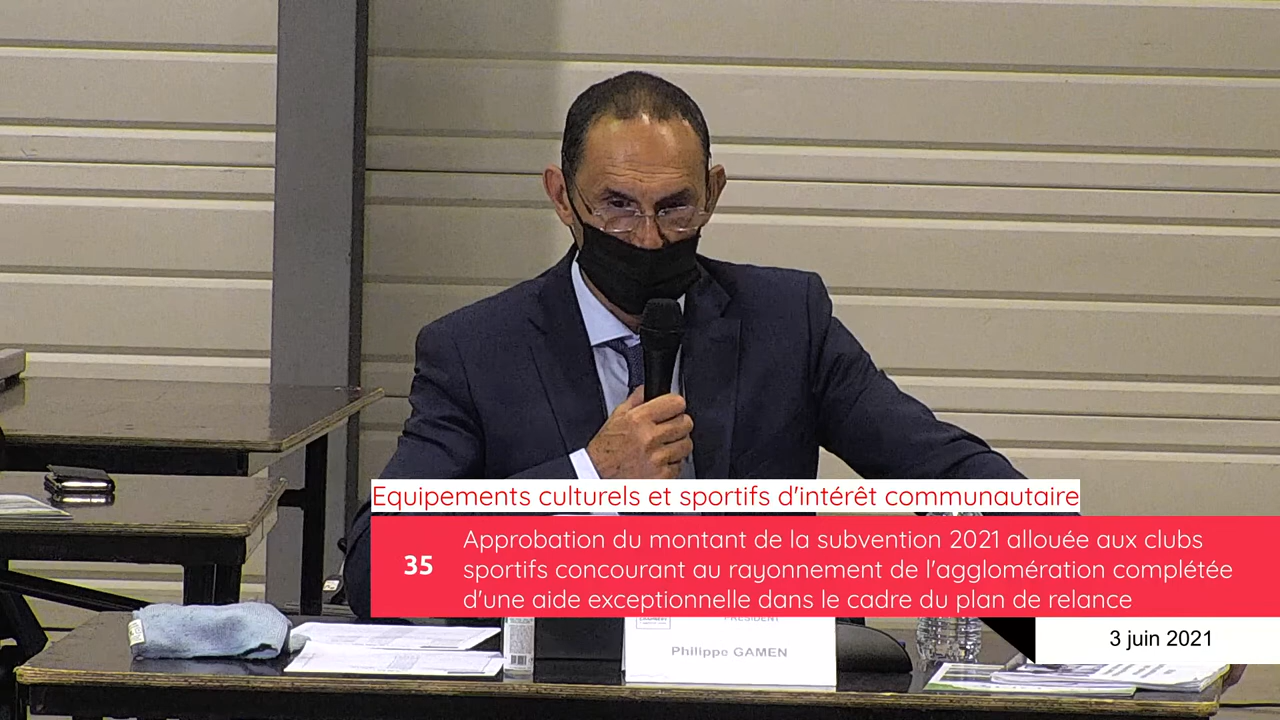 Equipements culturels et sportifs d'intérêt communautaire
35
Approbation du montant de la subvention 2021 allouée aux clubs
sportifs concourant au rayonnement de l'agglomération complétée
d'une aide exceptionnelle dans le cadre du plan de relance
PRÉSIDENT
3 juin 2021
Philippe GAMEN